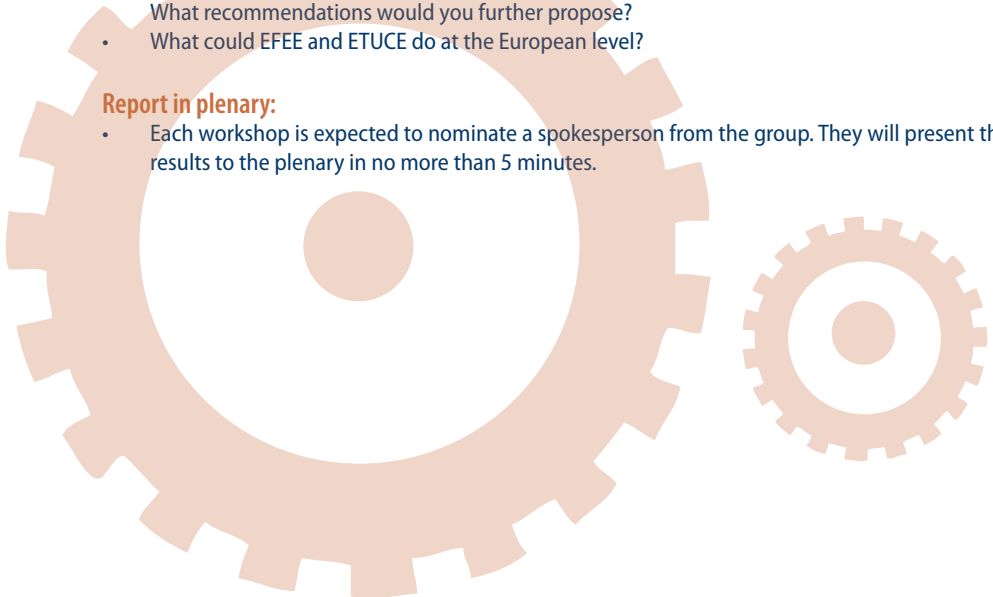 What recommendations would you further propose?
• What could EFEE and ETUCE do at the European level?
Report in plenary:
• Each workshop is expected to nominate a spokesperson from the group. They will present th
results to the plenary in no more than 5 minutes.